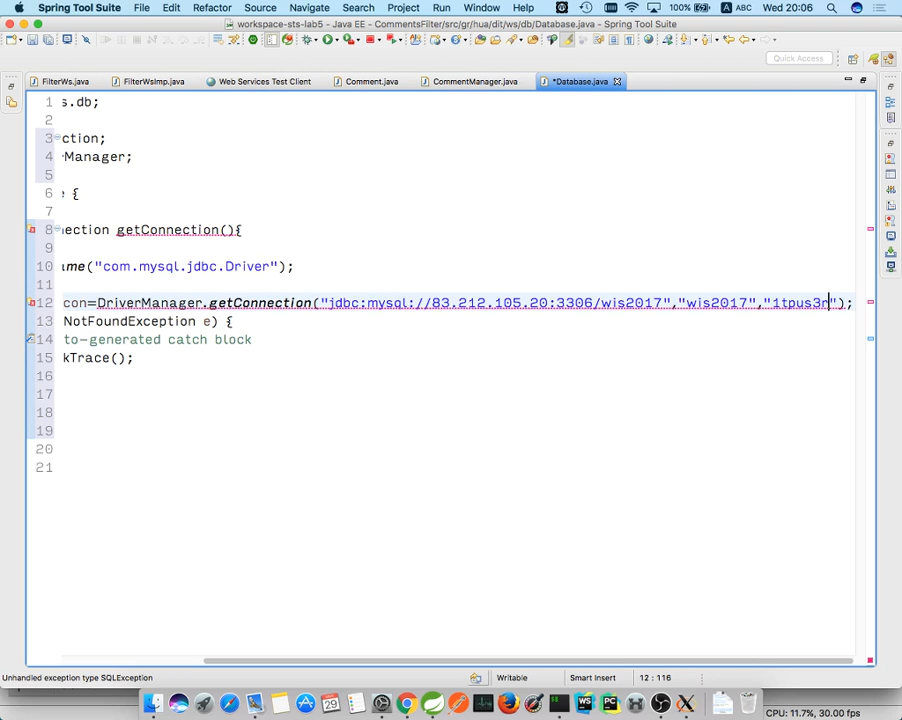 Spring Tool Suite File Edit Refactor Source Navigate Search Project Run Window Help 100% ABC Wed 20:06
workspace-sts-lab5 - Java EE - CommentsFilter/src/gr/hua/dit/ws/db/Database.java - Spring Tool Suite
Quick Access
FilterWs.java FilterWsImp.java Web Services Test Client Comment.java CommentManager.java *Database.java
1 s.db;
2
3 ction;
4 rManager;
5
6 e {
7
8 ection getConnection(){
9
10 ame("com.mysql.jdbc.Driver");
11
12 con=DriverManager.getConnection("jdbc:mysql://83.212.105.20:3306/wis2017","wis2017","1tpus3r");
13 NotFoundException e) {
14 to-generated catch block
15 kTrace();
16
17
18
19
20
21
Unhandled exception type SQLException Writable Smart Insert 12 : 116
CPU: 11.7%, 30.00 fps